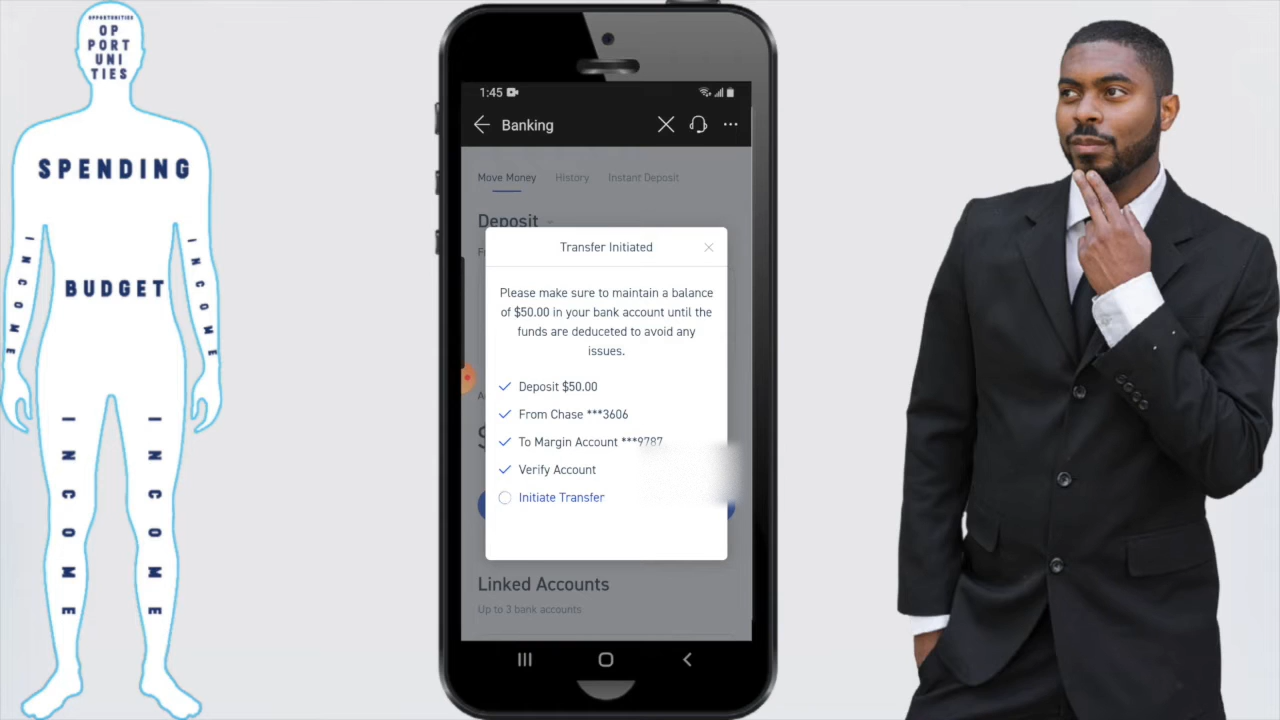 OPPORTUNITIES
OP
PORT
UNI
TIES
SPENDING
BUDGET
INCOME
INCOME
INCOME
INCOME
1:45
Banking
Move Money History Instant Deposit
Deposit
Transfer Initiated
Please make sure to maintain a balance
of $50.00 in your bank account until the
funds are deduceted to avoid any
issues.
Deposit $50.00
From Chase ***3606
To Margin Account ***9787
Verify Account
Initiate Transfer
Linked Accounts
Up to 3 bank accounts